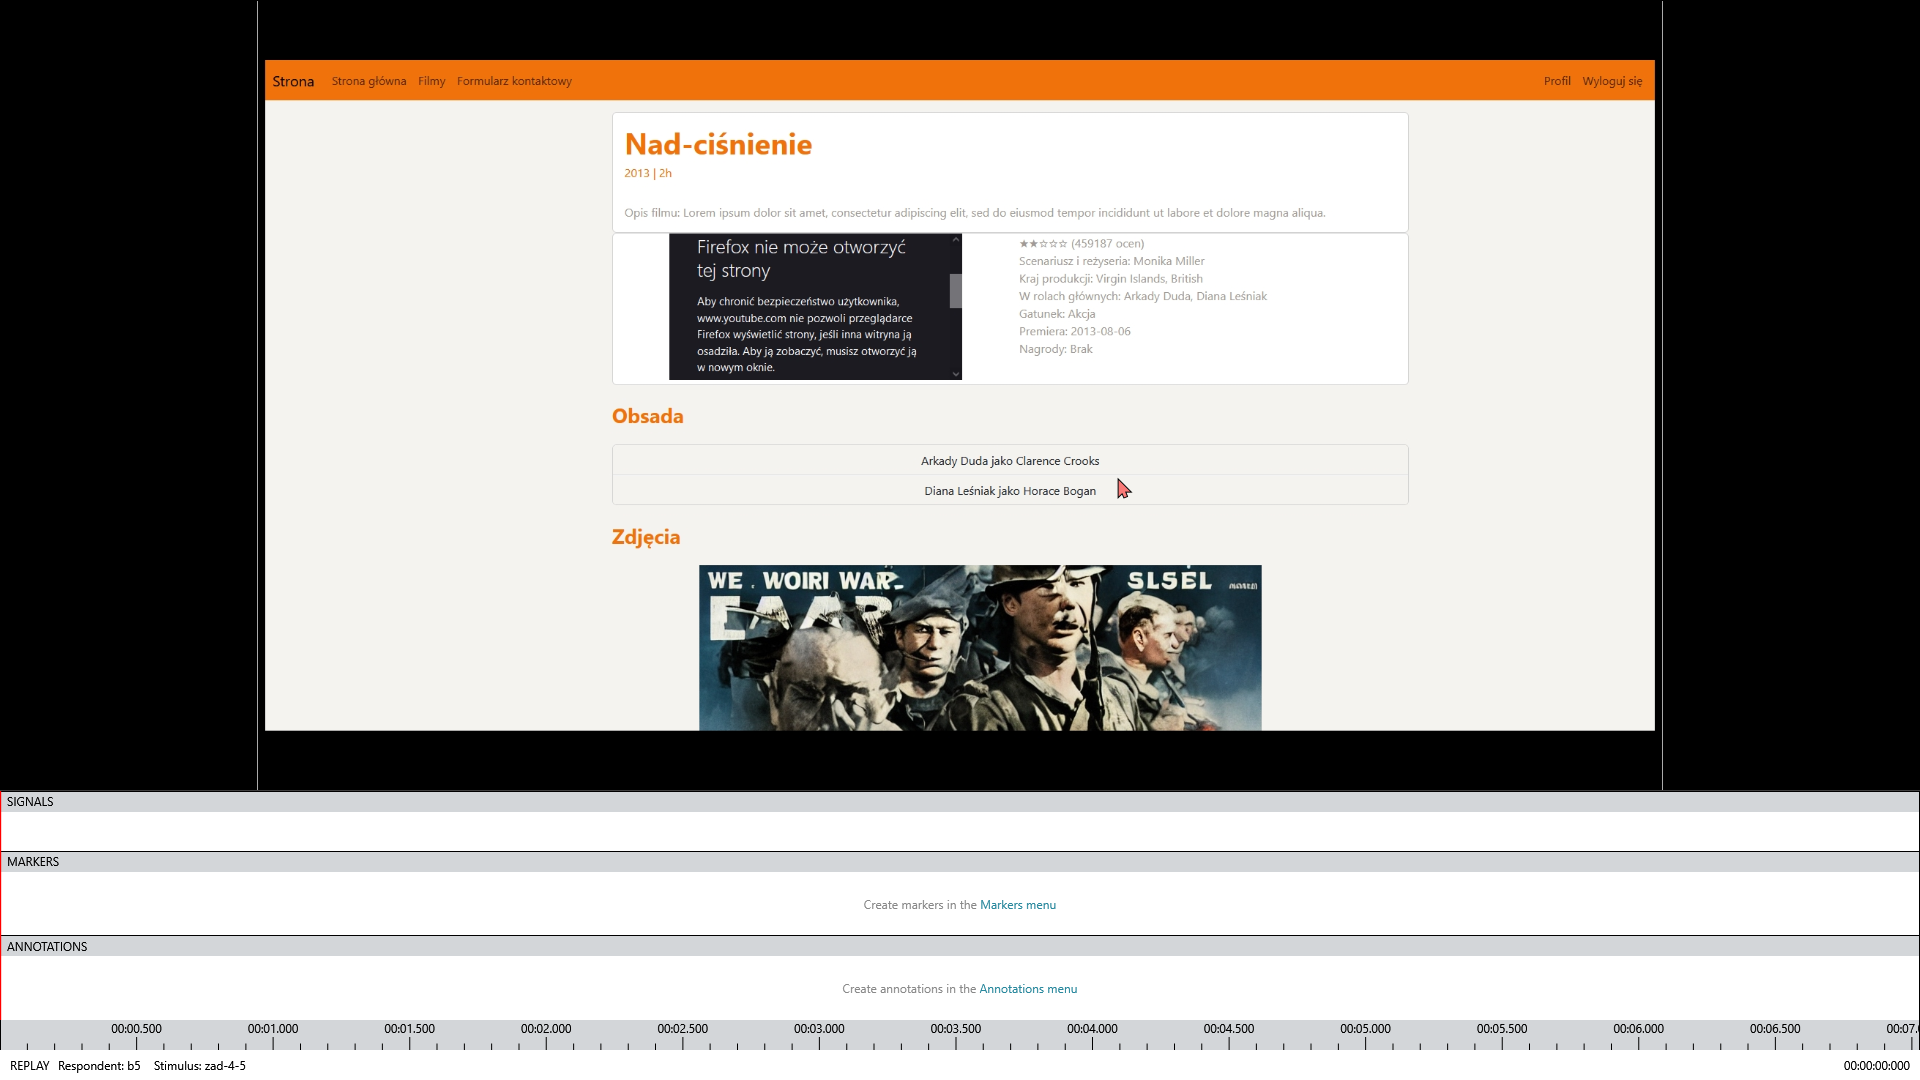 Strona Strona główna Filmy Formularz kontaktowy Profil Wyloguj się
Nad-ciśnienie
2013 | 2h
Opis filmu: Lorem ipsum dolor sit amet, consectetur adipiscing elit, sed do eiusmod tempor incididunt ut labore et dolore magna aliqua.
Firefox nie może otworzyć
tej strony
Aby chronić bezpieczeństwo użytkownika,
www.youtube.com nie pozwoli przeglądarce
Firefox wyświetlić strony, jeśli inna witryna ją
osadziła. Aby ją zobaczyć, musisz otworzyć ją
w nowym oknie.
★★☆☆☆ (459187 ocen)
Scenariusz i reżyseria: Monika Miller
Kraj produkcji: Virgin Islands, British
W rolach głównych: Arkady Duda, Diana Leśniak
Gatunek: Akcja
Premiera: 2013-08-06
Nagrody: Brak
Obsada
Arkady Duda jako Clarence Crooks
Diana Leśniak jako Horace Bogan
Zdjęcia
WE . WOIRI WAR
SLSEL
SIGNALS
MARKERS
Create markers in the Markers menu
ANNOTATIONS
Create annotations in the Annotations menu
00:00.500 00:01.000 00:01.500 00:02.000 00:02.500 00:03.000 00:03.500 00:04.000 00:04.500 00:05.000 00:05.500 00:06.000 00:06.500 00:07.
REPLAY Respondent: b5 Stimulus: zad-4-5 00:00:00:000